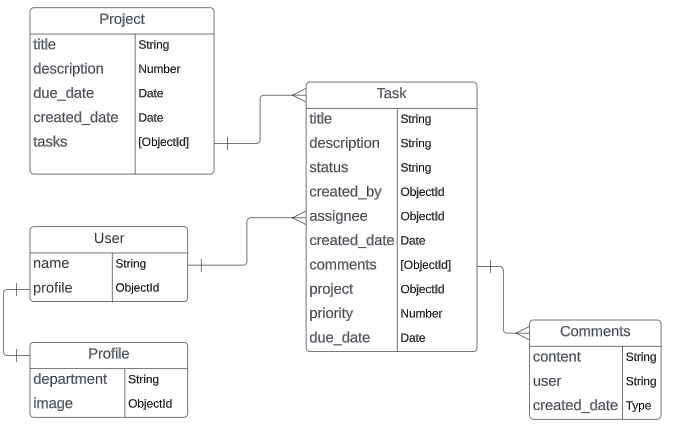 Project
title String
description Number
due_date Date
created_date Date
tasks [ObjectId]
Task
title String
description String
status String
created_by ObjectId
assignee ObjectId
created_date Date
comments [ObjectId]
project ObjectId
priority Number
due_date Date
User
name String
profile ObjectId
Profile
department String
image ObjectId
Comments
content String
user String
created_date Type